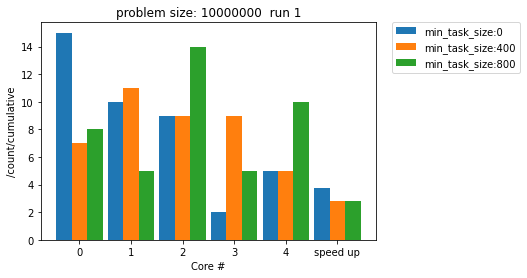 problem size: 10000000  run 1
min_task_size:0
min_task_size:400
min_task_size:800
/count/cumulative
14
12
10
8
6
4
2
0
0 1 2 3 4 speed up
Core #